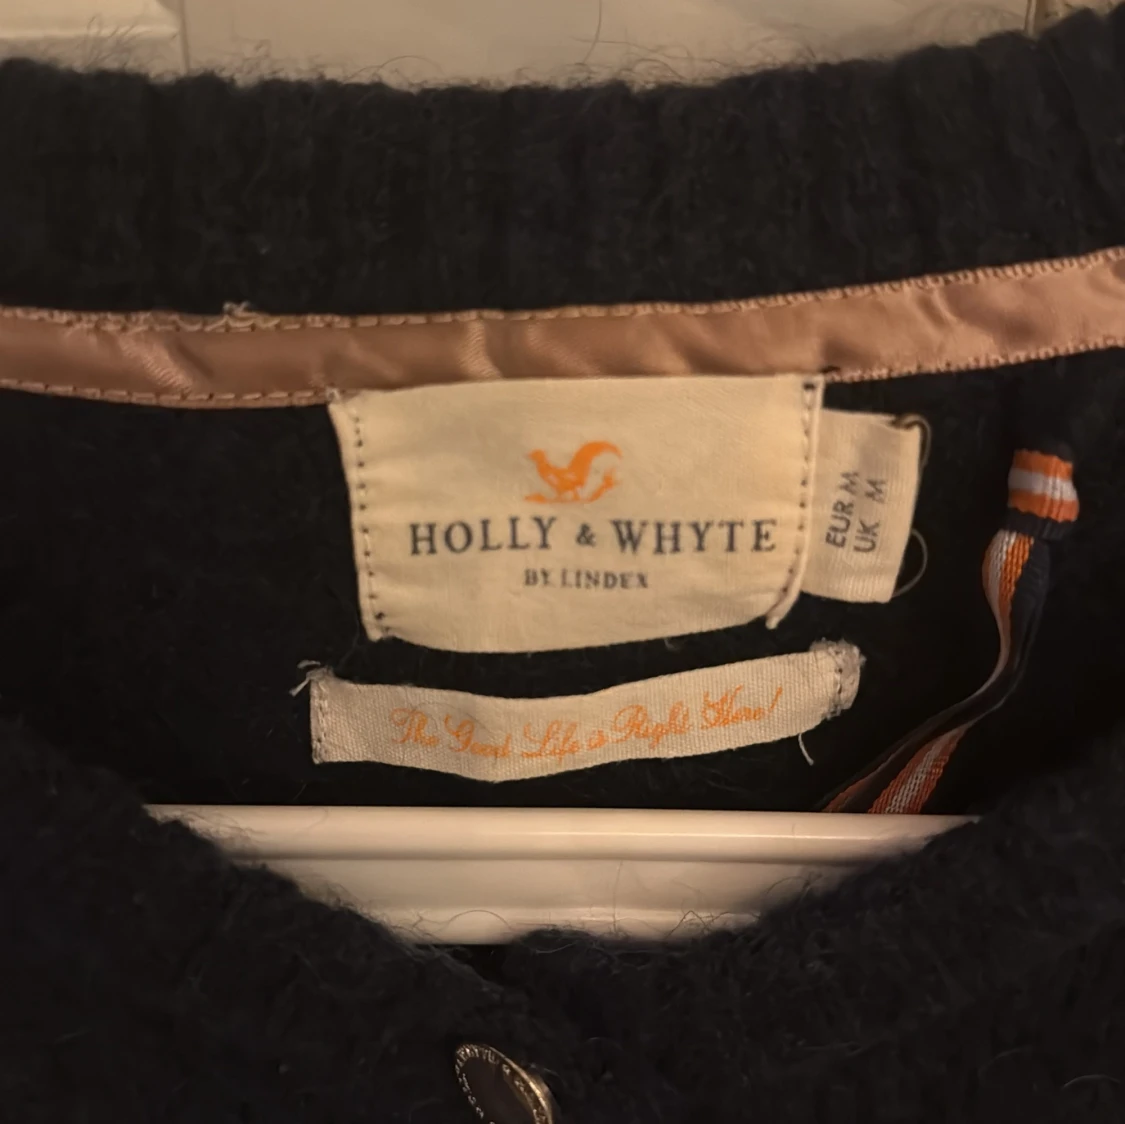 HOLLY & WHYTE
BY LINDEX
EUR M
UK M
The Good Life is Right Here!